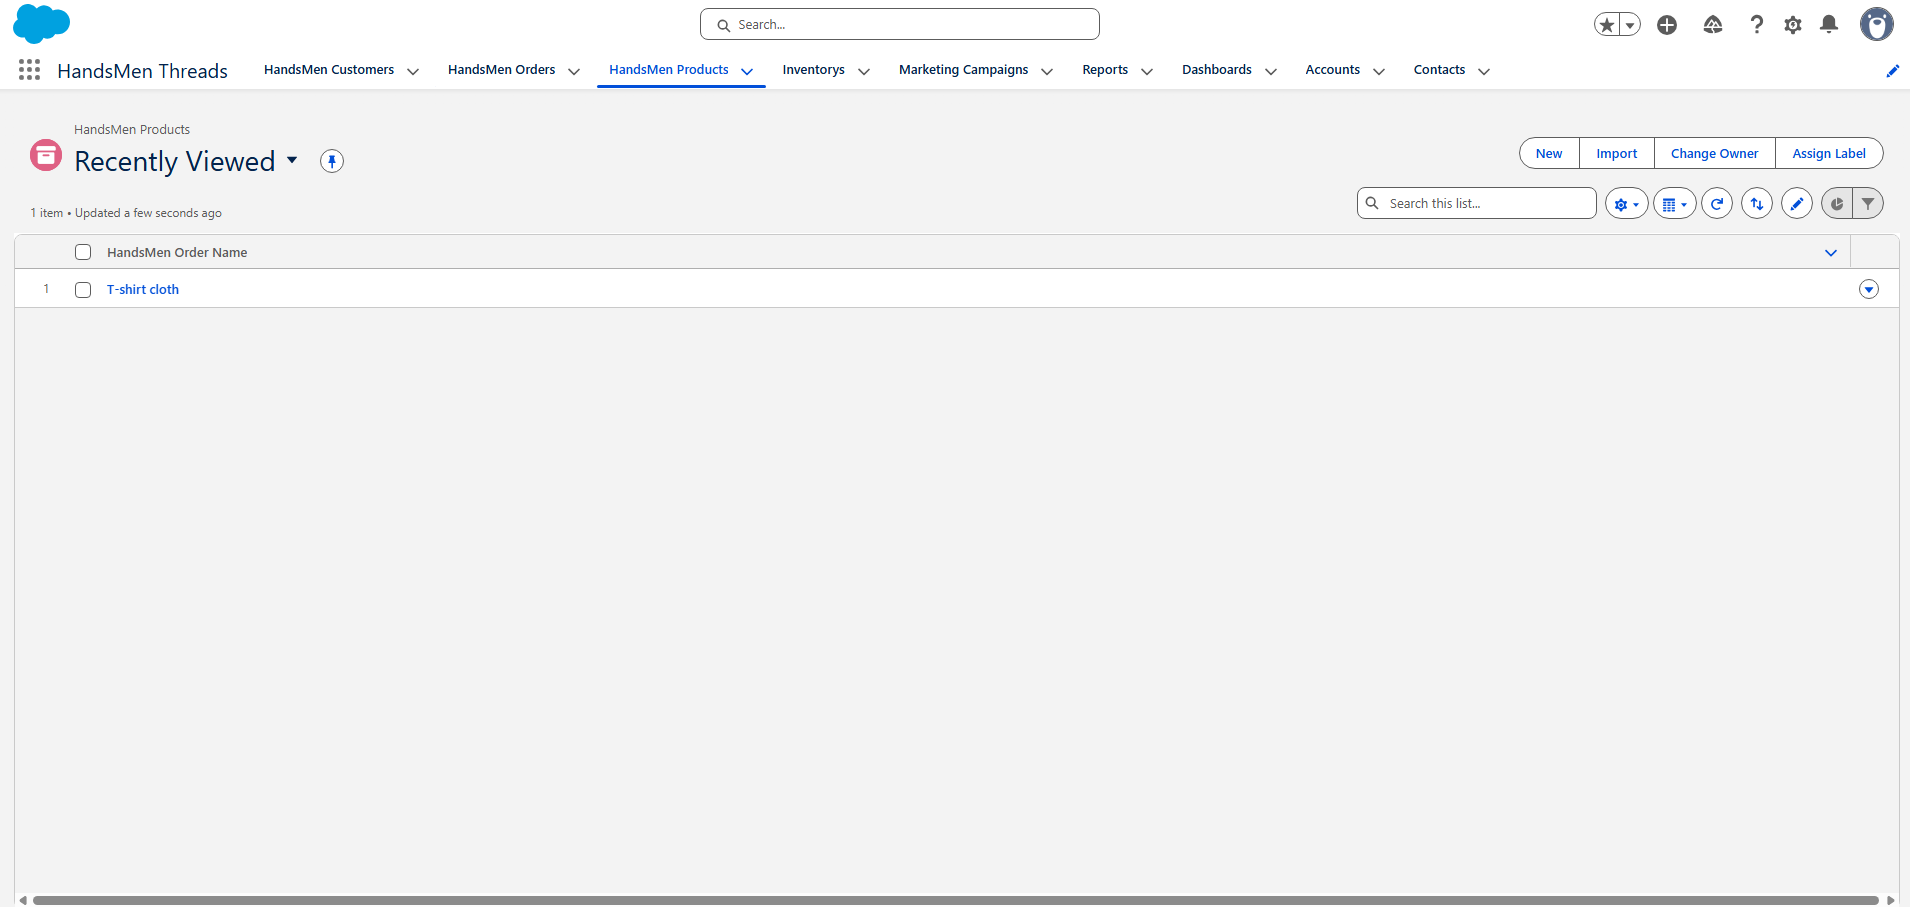 Search...
HandsMen Threads
HandsMen Customers
HandsMen Orders
HandsMen Products
Inventorys
Marketing Campaigns
Reports
Dashboards
Accounts
Contacts
HandsMen Products
Recently Viewed
New
Import
Change Owner
Assign Label
1 item • Updated a few seconds ago
Search this list...
HandsMen Order Name
1
T-shirt cloth